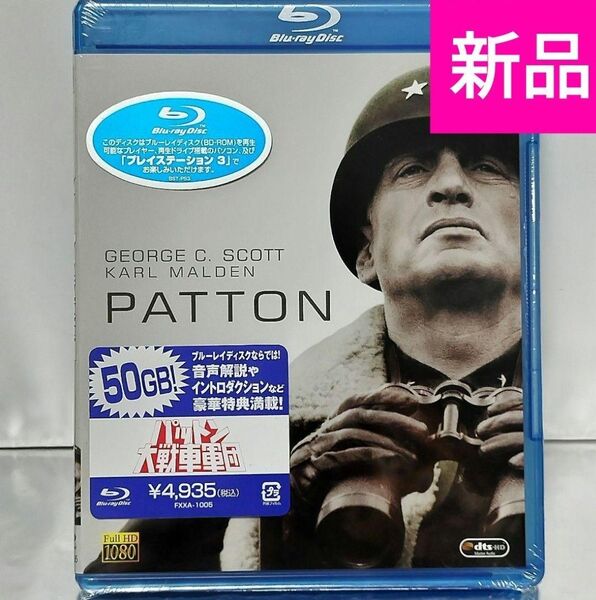 Blu-ray Disc
新品
Blu-ray Disc
このディスクはブルーレイディスク(BD-ROM)を再生
可能なプレイヤー、再生ドライブ搭載のパソコン、及び
「プレイステーション 3」で
お楽しみいただけます。
BST-PS3
GEORGE C. SCOTT
KARL MALDEN
PATTON
50GB!
ブルーレイディスクならでは!
音声解説や
イントロダクションなど
豪華特典満載!
パットン
大戦車軍団
Blu-ray Disc
¥4,935(税込)
FXXA-1005
プラ
Full HD
1080
dts-HD
Master Audio